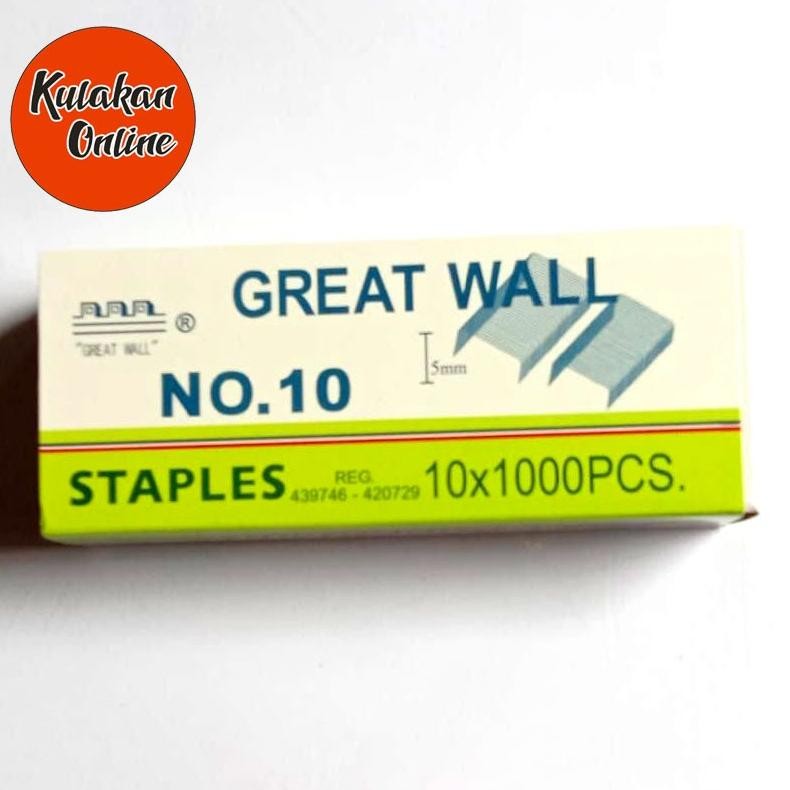 Kulakan
Online
GREAT WALL
®
"GREAT WALL"
5mm
NO.10
STAPLES
REG.
439746 - 420729
10x1000PCS.